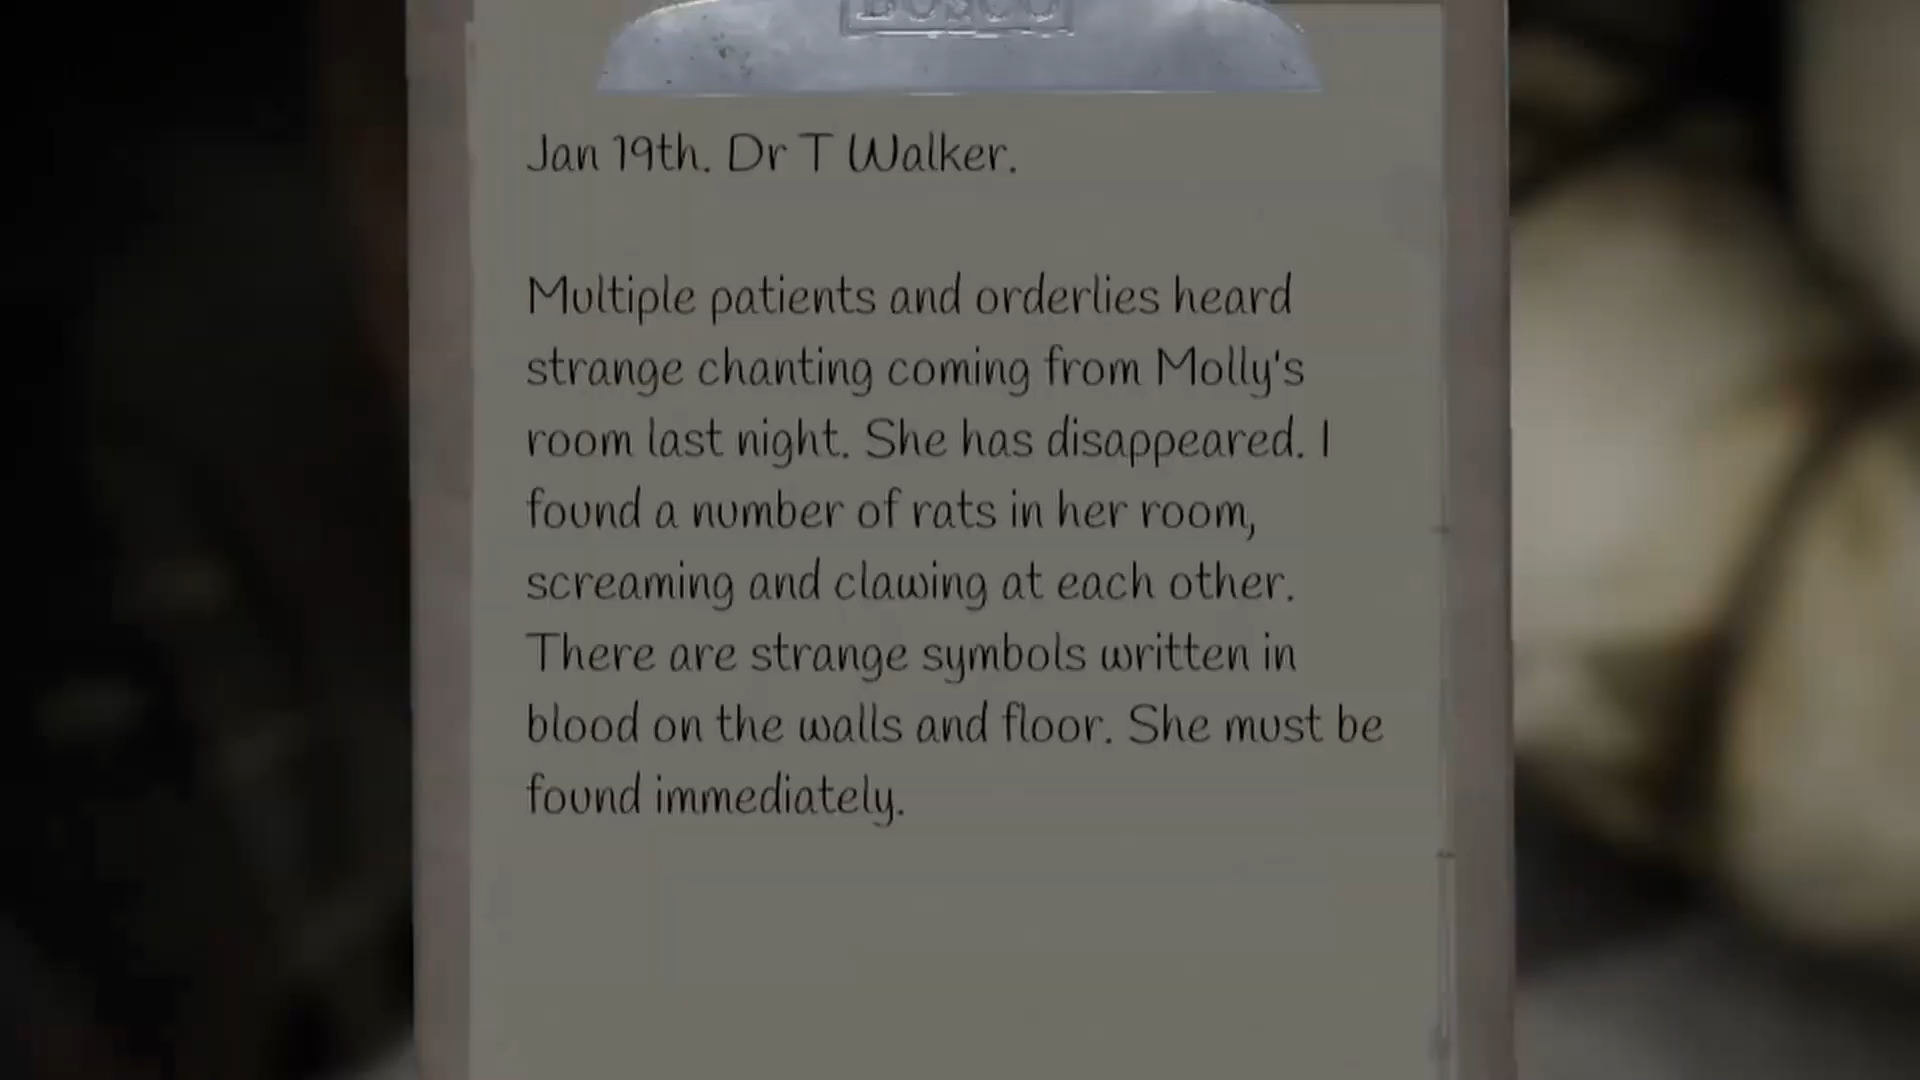 Jan 19th. Dr T Walker.
Multiple patients and orderlies heard
strange chanting coming from Molly's
room last night. She has disappeared. I
found a number of rats in her room,
screaming and clawing at each other.
There are strange symbols written in
blood on the walls and floor. She must be
found immediately.